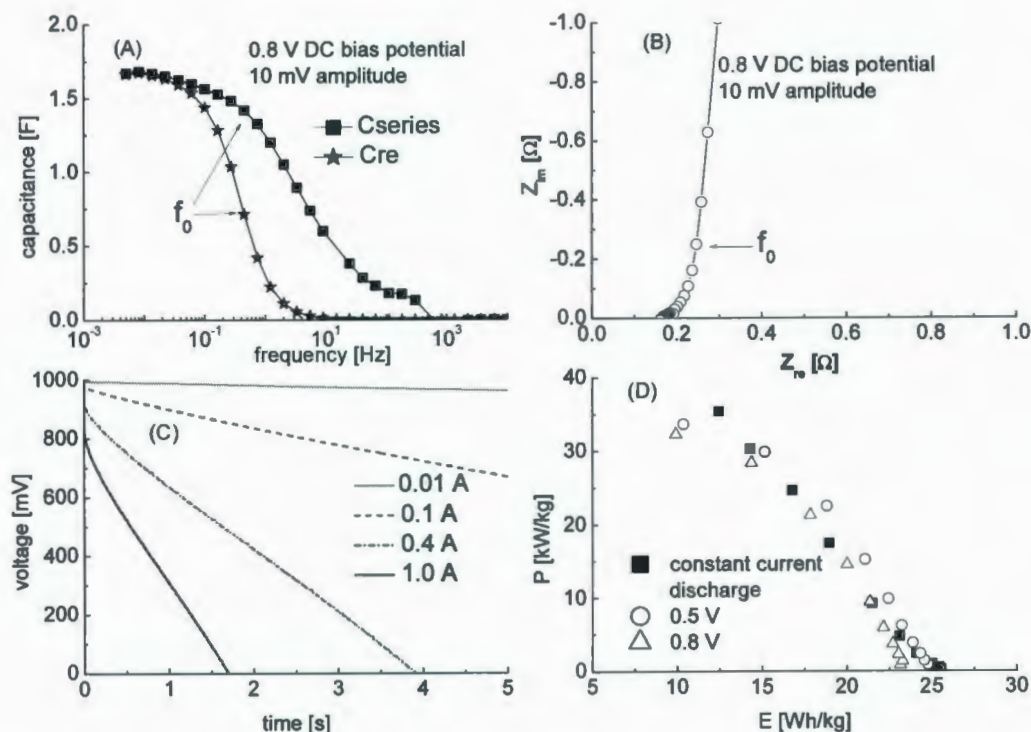 (A)
0.8 V DC bias potential
10 mV amplitude
Cseries
Cre
f₀
capacitance [F]
2.0
1.5
1.0
0.5
0.0
10⁻³
10⁻¹
10¹
10³
frequency [Hz]
(B)
0.8 V DC bias potential
10 mV amplitude
f₀
Z_Im [Ω]
-1.0
-0.8
-0.6
-0.4
-0.2
0.0
0.0
0.2
0.4
0.6
0.8
1.0
Z_re [Ω]
(C)
0.01 A
0.1 A
0.4 A
1.0 A
voltage [mV]
1000
800
600
400
200
0
0
1
2
3
4
5
time [s]
(D)
constant current
discharge
0.5 V
0.8 V
P [kW/kg]
40
30
20
10
0
5
10
15
20
25
30
E [Wh/kg]